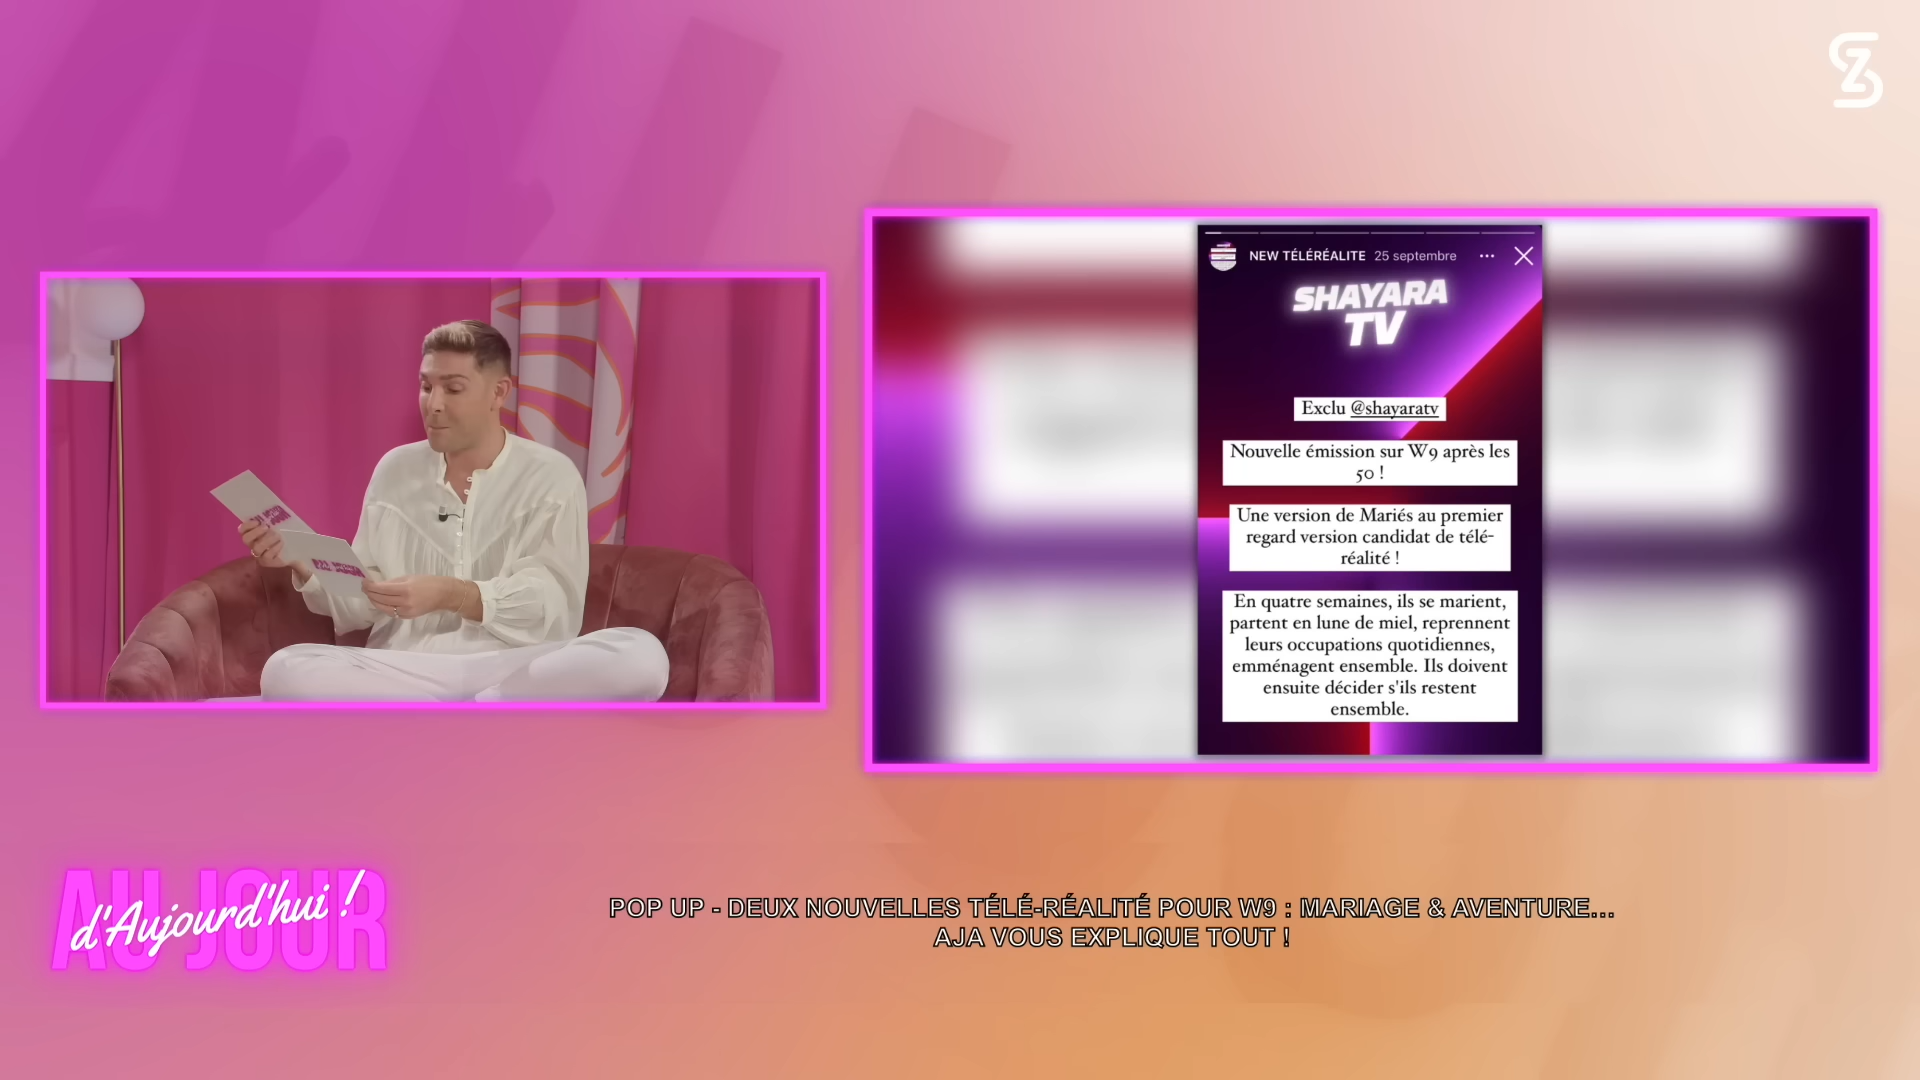 NEW TÉLÉRÉALITE 25 septembre
SHAYARA
TV
Exclu @shayaratv
Nouvelle émission sur W9 après les
50 !
Une version de Mariés au premier
regard version candidat de télé-
réalité !
En quatre semaines, ils se marient,
partent en lune de miel, reprennent
leurs occupations quotidiennes,
emménagent ensemble. Ils doivent
ensuite décider s'ils restent
ensemble.
AU JOUR
d'Aujourd'hui !
POP UP - DEUX NOUVELLES TÉLÉ-RÉALITÉ POUR W9 : MARIAGE & AVENTURE...
AJA VOUS EXPLIQUE TOUT !